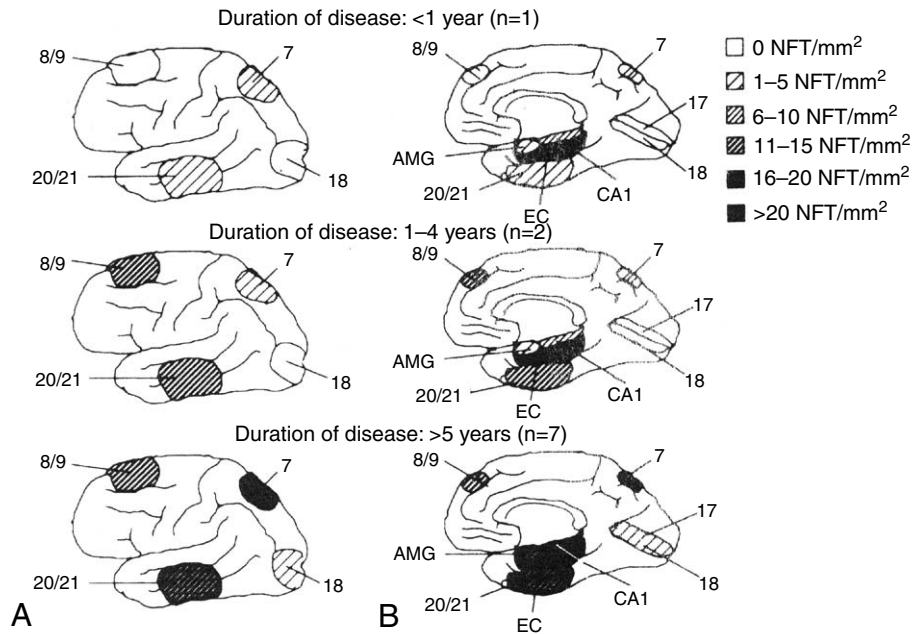 Duration of disease: <1 year (n=1)
8/9
7
20/21
18
8/9
7
17
AMG
20/21
EC
CA1
18
0 NFT/mm²
1–5 NFT/mm²
6–10 NFT/mm²
11–15 NFT/mm²
16–20 NFT/mm²
>20 NFT/mm²
Duration of disease: 1–4 years (n=2)
8/9
7
20/21
18
8/9
7
17
AMG
20/21
EC
CA1
18
Duration of disease: >5 years (n=7)
8/9
7
20/21
18
8/9
7
17
AMG
20/21
EC
CA1
18
A
B